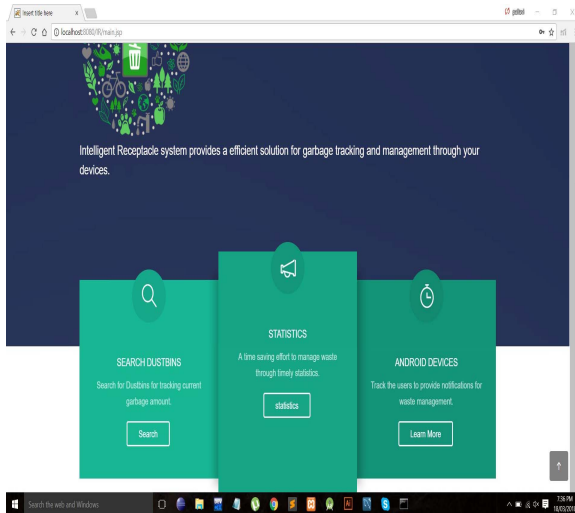 Insert title here
localhost:8080/IR/main.jsp
Intelligent Receptacle system provides a efficient solution for garbage tracking and management through your
devices.
SEARCH DUSTBINS
Search for Dustbins for tracking current
garbage amount.
Search
STATISTICS
A time saving effort to manage waste
through timely statistics.
statistics
ANDROID DEVICES
Track the users to provide notifications for
waste management.
Learn More
Search the web and Windows
7:36 PM